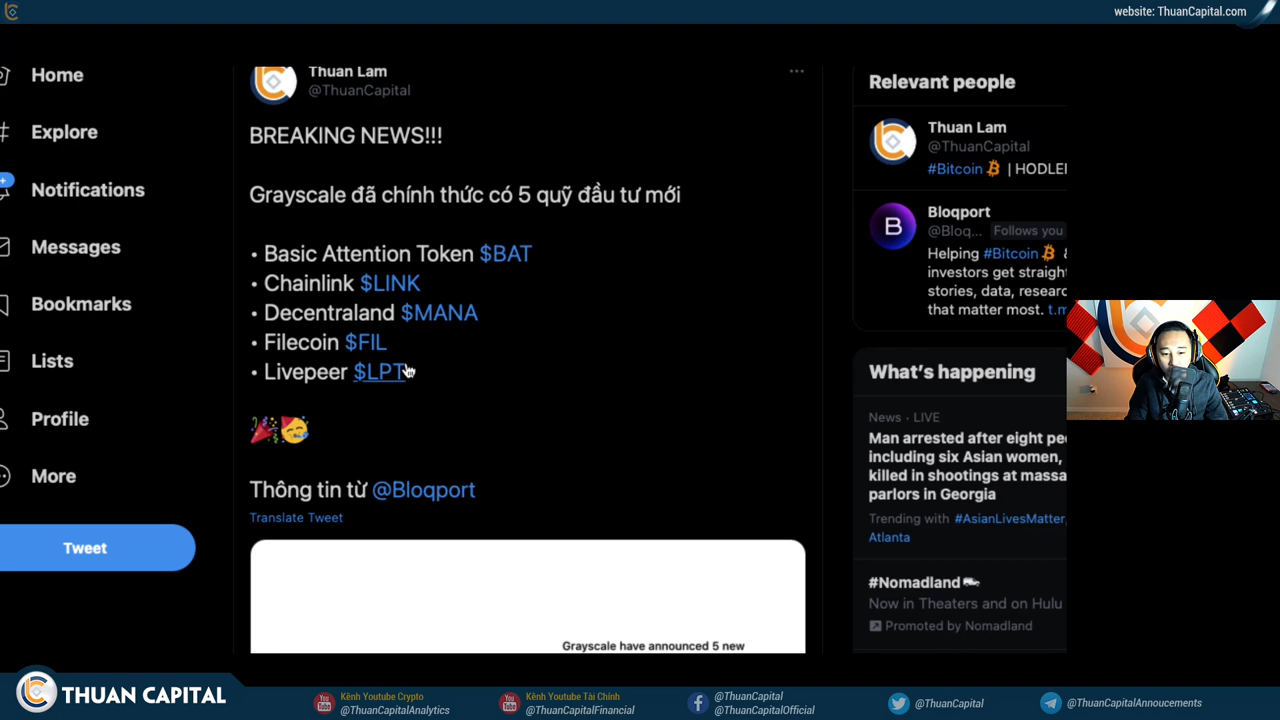 website: ThuanCapital.com
Home
Explore
Notifications
Messages
Bookmarks
Lists
Profile
More
Tweet
Thuan Lam
@ThuanCapital
BREAKING NEWS!!!
Grayscale đã chính thức có 5 quỹ đầu tư mới
• Basic Attention Token $BAT
• Chainlink $LINK
• Decentraland $MANA
• Filecoin $FIL
• Livepeer $LPT
Thông tin từ @Bloqport
Translate Tweet
Grayscale have announced 5 new
Relevant people
Thuan Lam
@ThuanCapital
#Bitcoin | HODLE
Bloqport
@Bloq... Follows you
Helping #Bitcoin &
investors get straight
stories, data, resear
that matter most. t.m
What's happening
News · LIVE
Man arrested after eight pe
including six Asian women,
killed in shootings at massa
parlors in Georgia
Trending with #AsianLivesMatter,
Atlanta
#Nomadland
Now in Theaters and on Hulu
Promoted by Nomadland
THUAN CAPITAL
Kênh Youtube Crypto
@ThuanCapitalAnalytics
Kênh Youtube Tài Chính
@ThuanCapitalFinancial
@ThuanCapital
@ThuanCapitalOfficial
@ThuanCapital
@ThuanCapitalAnnoucements